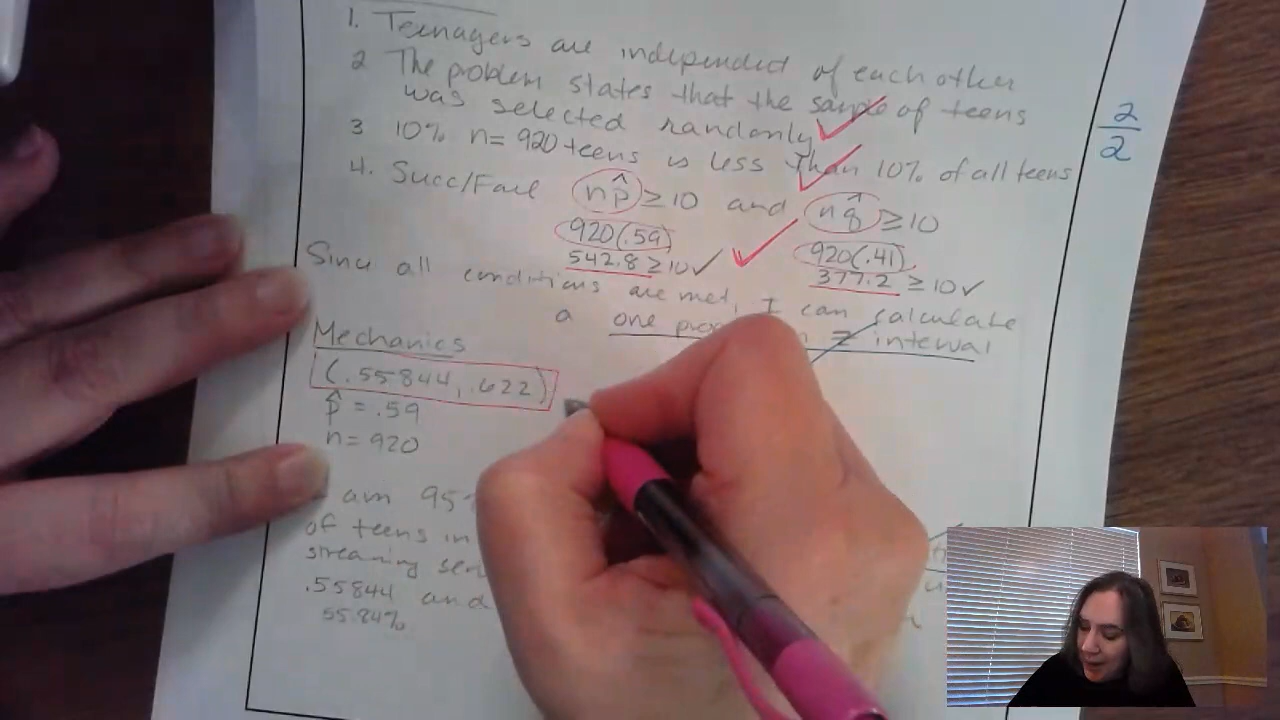 1. Teenagers are independent of each other
2 The problem states that the sample of teens
was selected randomly
3 10% n=920 teens is less than 10% of all teens
4. Succ/Fail np̂ ≥ 10 and nq̂ ≥ 10
920(.59) 920(.41)
542.8 ≥ 10 ✓ 377.2 ≥ 10 ✓
Since all conditions are met, I can calculate
a one z interval
Mechanics
(.55844, .622)
p̂ = .59
n = 920
am 95
of teens in
streaming
.55844 and
55.84%
2/2